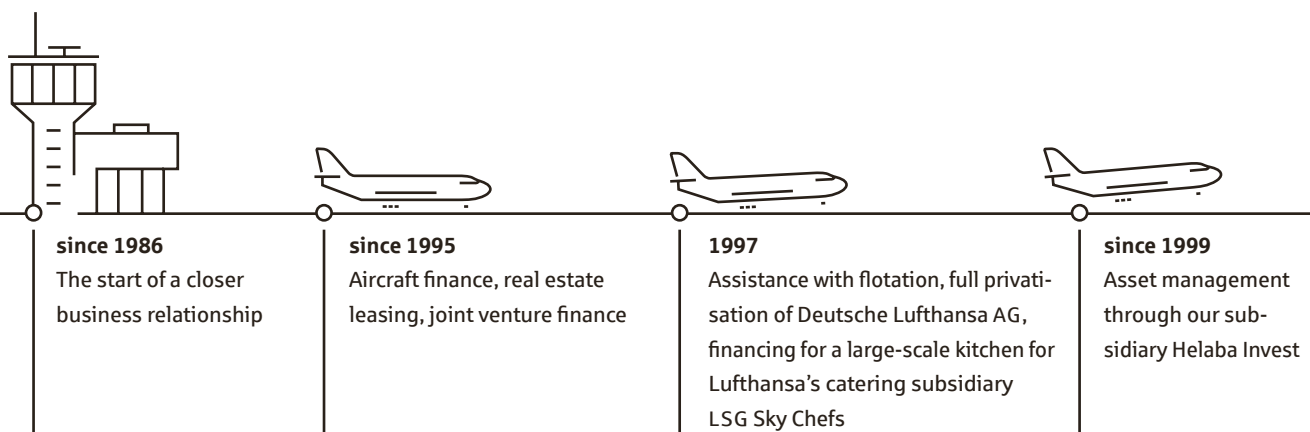 since 1986
The start of a closer
business relationship
since 1995
Aircraft finance, real estate
leasing, joint venture finance
1997
Assistance with flotation, full privati-
sation of Deutsche Lufthansa AG,
financing for a large-scale kitchen for
Lufthansa’s catering subsidiary
LSG Sky Chefs
since 1999
Asset management
through our sub-
sidiary Helaba Invest